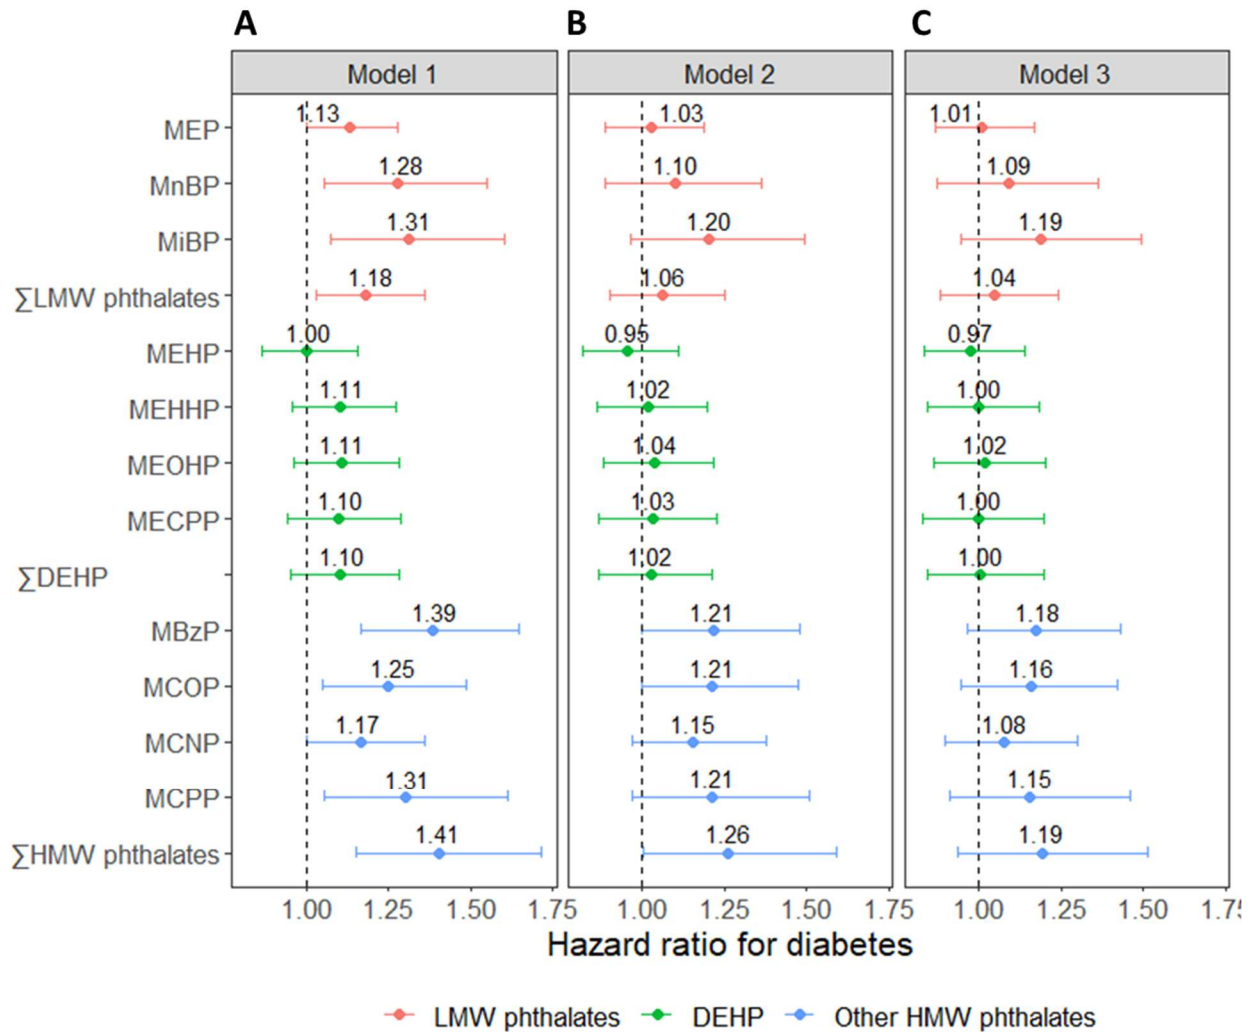 A B C
Model 1 Model 2 Model 3
MEP 1.13 1.03 1.01
MnBP 1.28 1.10 1.09
MiBP 1.31 1.20 1.19
∑LMW phthalates 1.18 1.06 1.04
MEHP 1.00 0.95 0.97
MEHHP 1.11 1.02 1.00
MEOHP 1.11 1.04 1.02
MECPP 1.10 1.03 1.00
∑DEHP 1.10 1.02 1.00
MBzP 1.39 1.21 1.18
MCOP 1.25 1.21 1.16
MCNP 1.17 1.15 1.08
MCPP 1.31 1.21 1.15
∑HMW phthalates 1.41 1.26 1.19
1.00 1.25 1.50 1.75 1.00 1.25 1.50 1.75 1.00 1.25 1.50 1.75
Hazard ratio for diabetes
LMW phthalates DEHP Other HMW phthalates